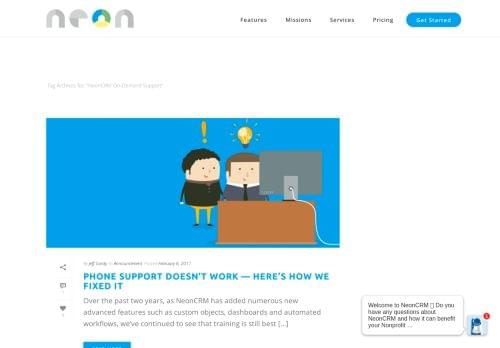 neon
Features Missions Services Pricing Get Started
Tag Archives for: "NeonCRM On-Demand Support"
By Jeff Gordy In Announcement Posted February 6, 2017
PHONE SUPPORT DOESN'T WORK — HERE'S HOW WE
FIXED IT
Over the past two years, as NeonCRM has added numerous new
advanced features such as custom objects, dashboards and automated
workflows, we've continued to see that training is still best [...]
Welcome to NeonCRM Do you
have any questions about
NeonCRM and how it can benefit
your Nonprofit ...
1